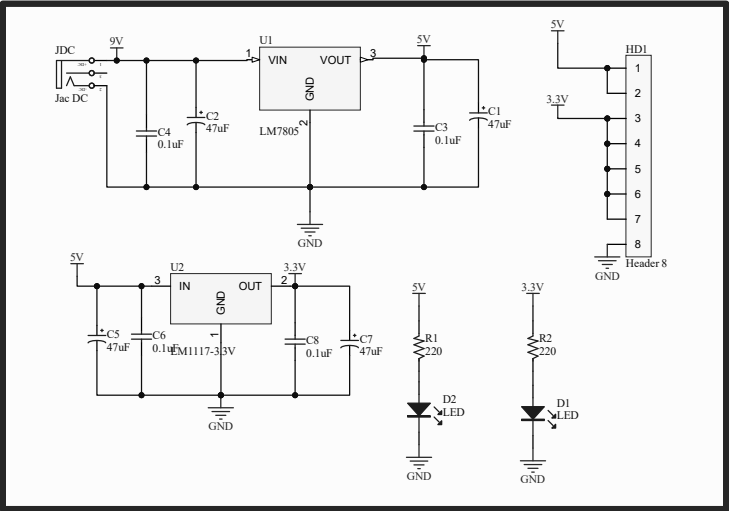 JDC
Jac DC
9V
C4
0.1uF
C2
47uF
U1
1
VIN
VOUT
3
GND
2
LM7805
5V
C3
0.1uF
C1
47uF
GND
5V
3.3V
HD1
1
2
3
4
5
6
7
8
Header 8
GND
5V
C5
47uF
C6
0.1uF
U2
3
IN
OUT
2
GND
1
LM1117-3.3V
3.3V
C8
0.1uF
C7
47uF
GND
5V
R1
220
D2
LED
GND
3.3V
R2
220
D1
LED
GND